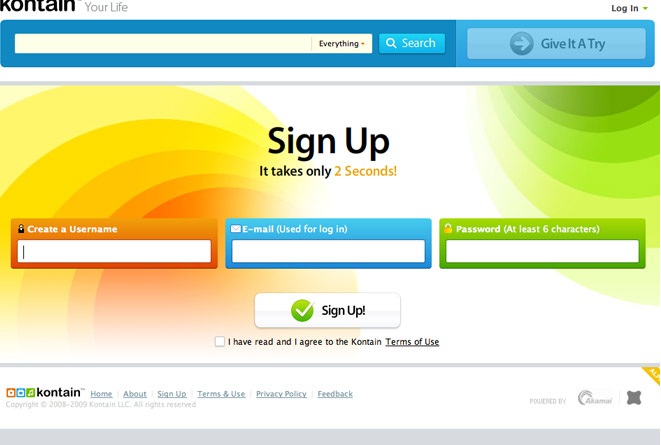 kontain™ Your Life
Log In
Everything
Search
Give It A Try
Sign Up
It takes only 2 Seconds!
Create a Username
E-mail (Used for log in)
Password (At least 6 characters)
Sign Up!
I have read and I agree to the Kontain Terms of Use
kontain™ Home | About | Sign Up | Terms & Use | Privacy Policy | Feedback
Copyright © 2008-2009 Kontain LLC. All rights reserved
POWERED BY Akamai